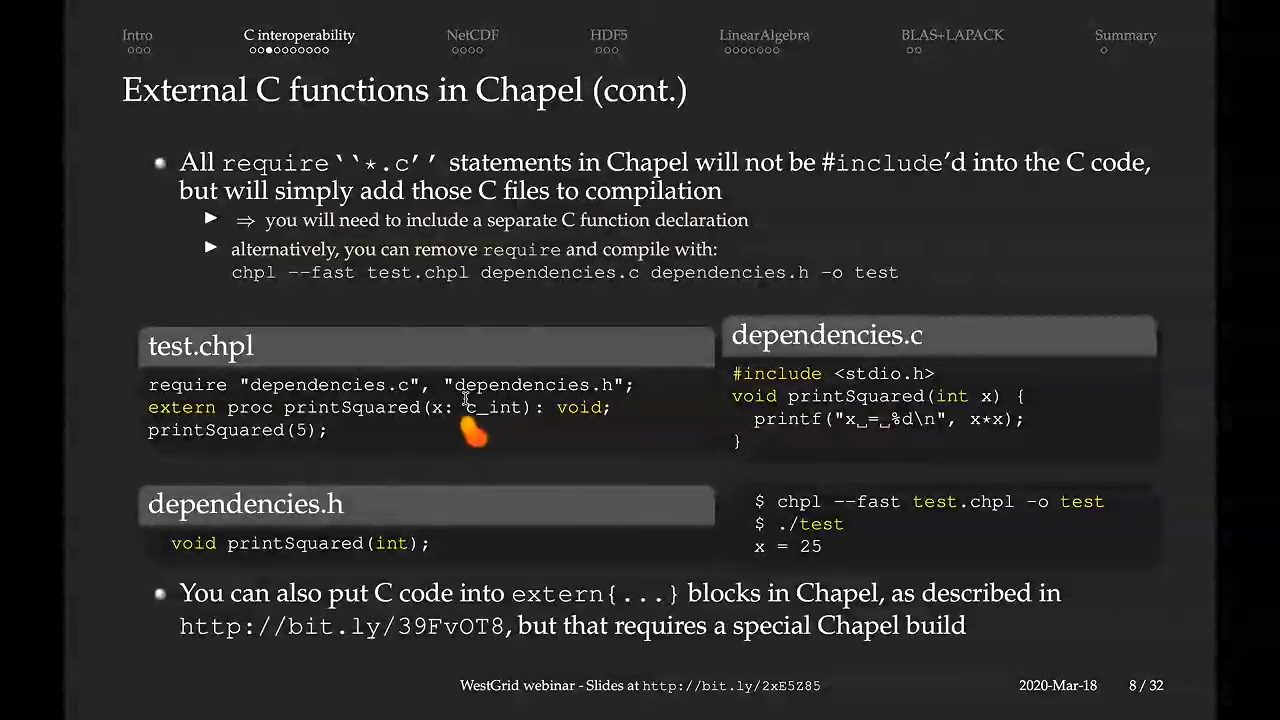 Intro C interoperability NetCDF HDF5 LinearAlgebra BLAS+LAPACK Summary
External C functions in Chapel (cont.)
All require‘‘*.c’’ statements in Chapel will not be #include’d into the C code,
but will simply add those C files to compilation
⇒ you will need to include a separate C function declaration
alternatively, you can remove require and compile with:
chpl --fast test.chpl dependencies.c dependencies.h -o test
test.chpl
require "dependencies.c", "dependencies.h";
extern proc printSquared(x: c_int): void;
printSquared(5);
dependencies.c
#include <stdio.h>
void printSquared(int x) {
printf("x␣=␣%d\n", x*x);
}
dependencies.h
void printSquared(int);
$ chpl --fast test.chpl -o test
$ ./test
x = 25
You can also put C code into extern{...} blocks in Chapel, as described in
http://bit.ly/39FvOT8, but that requires a special Chapel build
WestGrid webinar - Slides at http://bit.ly/2xE5Z85 2020-Mar-18 8 / 32